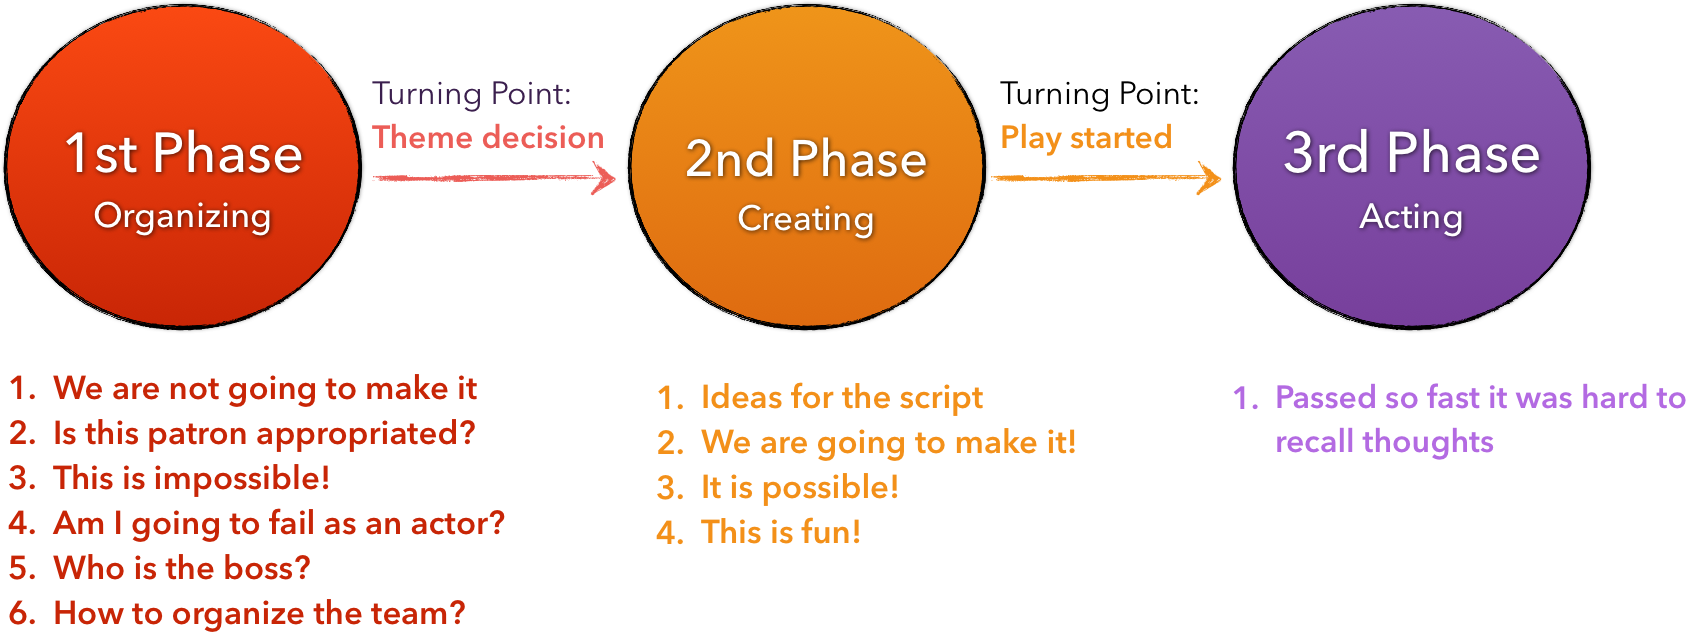 1st Phase
Organizing
Turning Point:
Theme decision
2nd Phase
Creating
Turning Point:
Play started
3rd Phase
Acting
1. We are not going to make it
2. Is this patron appropriated?
3. This is impossible!
4. Am I going to fail as an actor?
5. Who is the boss?
6. How to organize the team?
1. Ideas for the script
2. We are going to make it!
3. It is possible!
4. This is fun!
1. Passed so fast it was hard to
recall thoughts